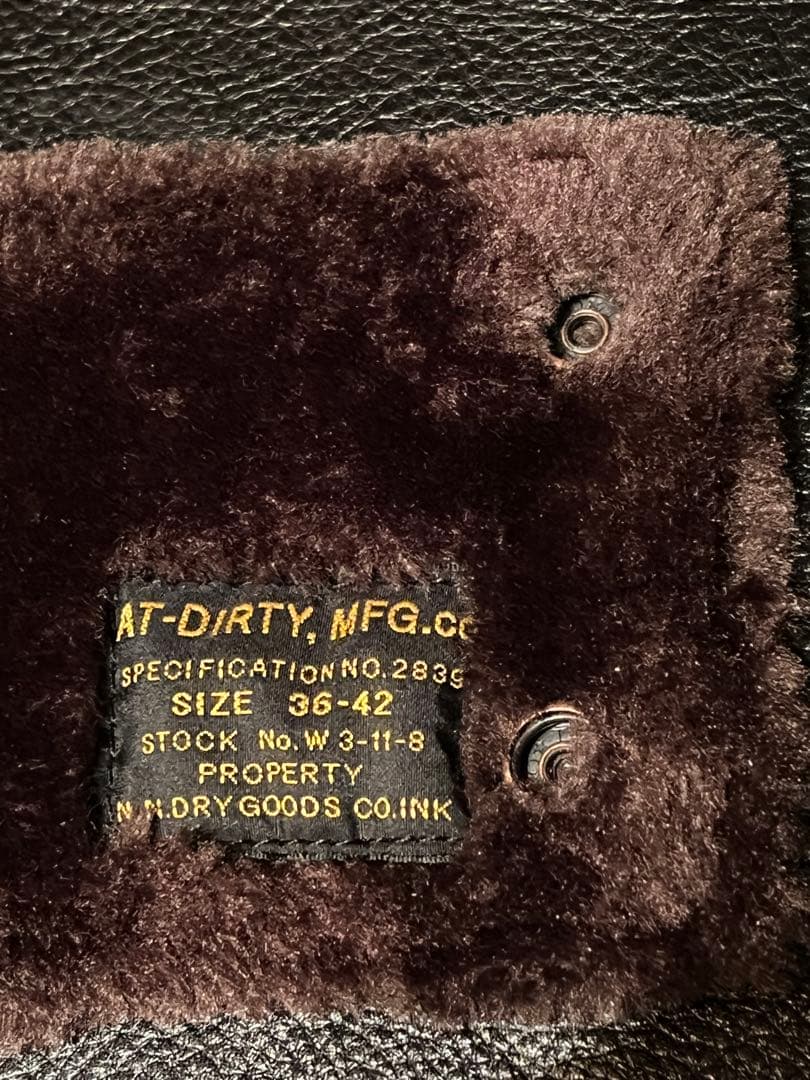 AT-DIRTY, MFG.CO
SPECIFICATION NO. 2839
SIZE 36-42
STOCK No. W 3-11-8
PROPERTY
N.N.DRY GOODS CO.INK